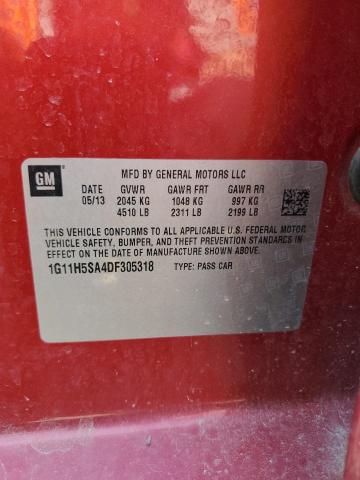 GM
MFD BY GENERAL MOTORS LLC
DATE GVWR GAWR FRT GAWR RR
05/13 2045 KG 1048 KG 997 KG
4510 LB 2311 LB 2199 LB
THIS VEHICLE CONFORMS TO ALL APPLICABLE U.S. FEDERAL MOTOR
VEHICLE SAFETY, BUMPER, AND THEFT PREVENTION STANDARDS IN
EFFECT ON THE DATE OF MANUFACTURE SHOWN ABOVE.
1G11H5SA4DF305318 TYPE: PASS CAR